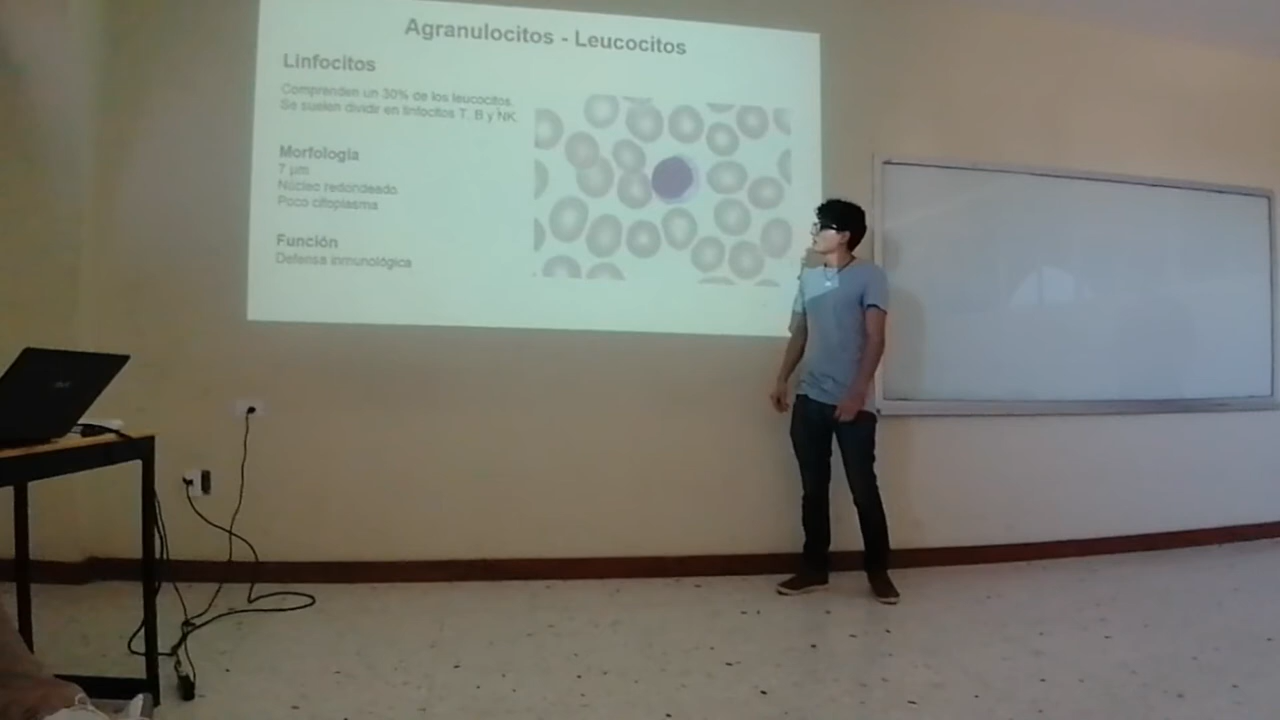 Agranulocitos - Leucocitos
Linfocitos
Comprenden un 30% de los leucocitos.
Se suelen dividir en linfocitos T, B y NK.
Morfología
7 μm
Núcleo redondeado
Poco citoplasma
Función
Defensa inmunológica